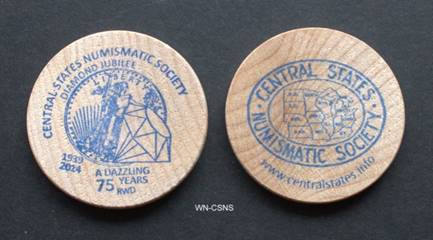 CENTRAL STATES NUMISMATIC SOCIETY
DIAMOND JUBILEE
LIBERTY
1939
2024
A DAZZLING
75 YEARS
RWD
CENTRAL STATES
NUMISMATIC SOCIETY
www.centralstates.info
WN-CSNS